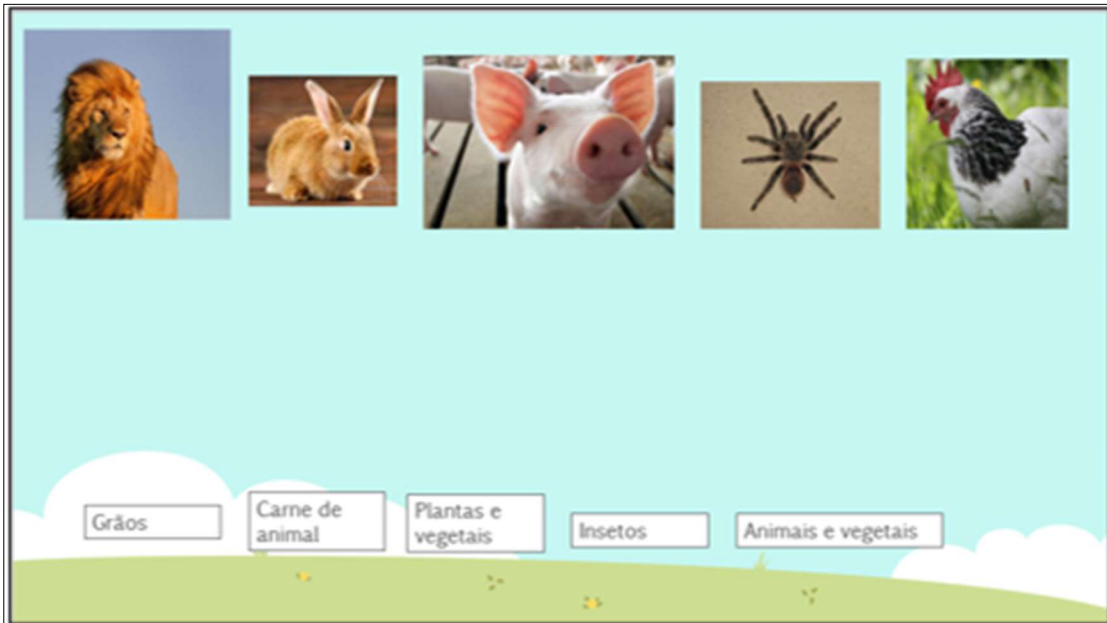 Grãos
Carne de
animal
Plantas e
vegetais
Insetos
Animais e vegetais